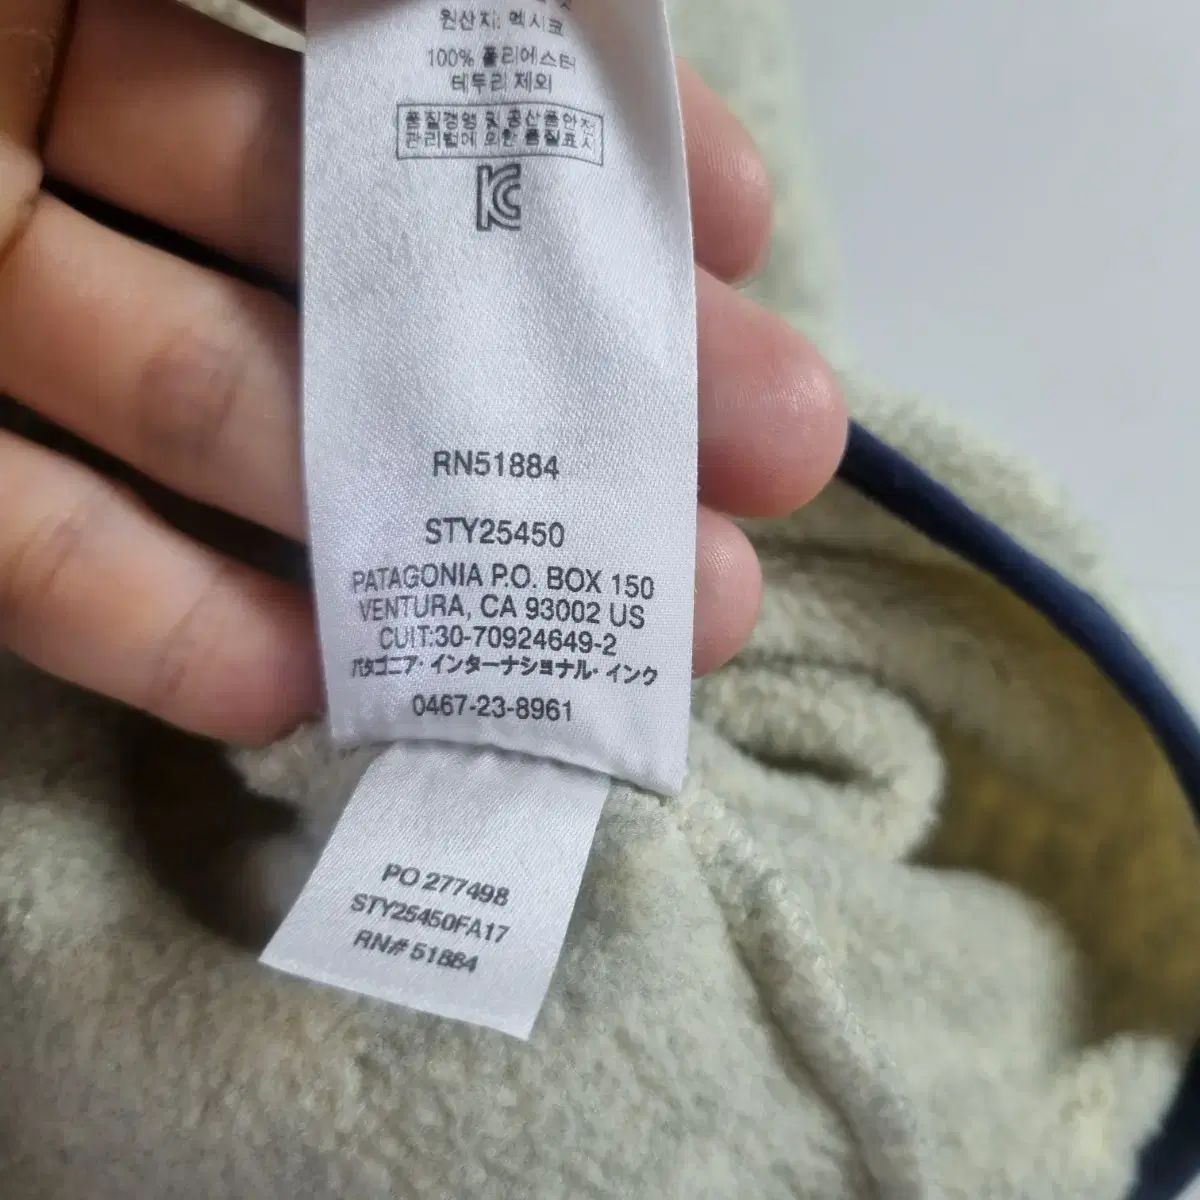 원산지: 멕시코
100% 폴리에스터
테두리 제외
품질경영 및 공산품안전
관리법에 의한 품질표시
RN51884
STY25450
PATAGONIA P.O. BOX 150
VENTURA, CA 93002 US
CUIT:30-70924649-2
パタゴニア・インターナショナル・インク
0467-23-8961
PO 277498
STY25450FA17
RN# 51884